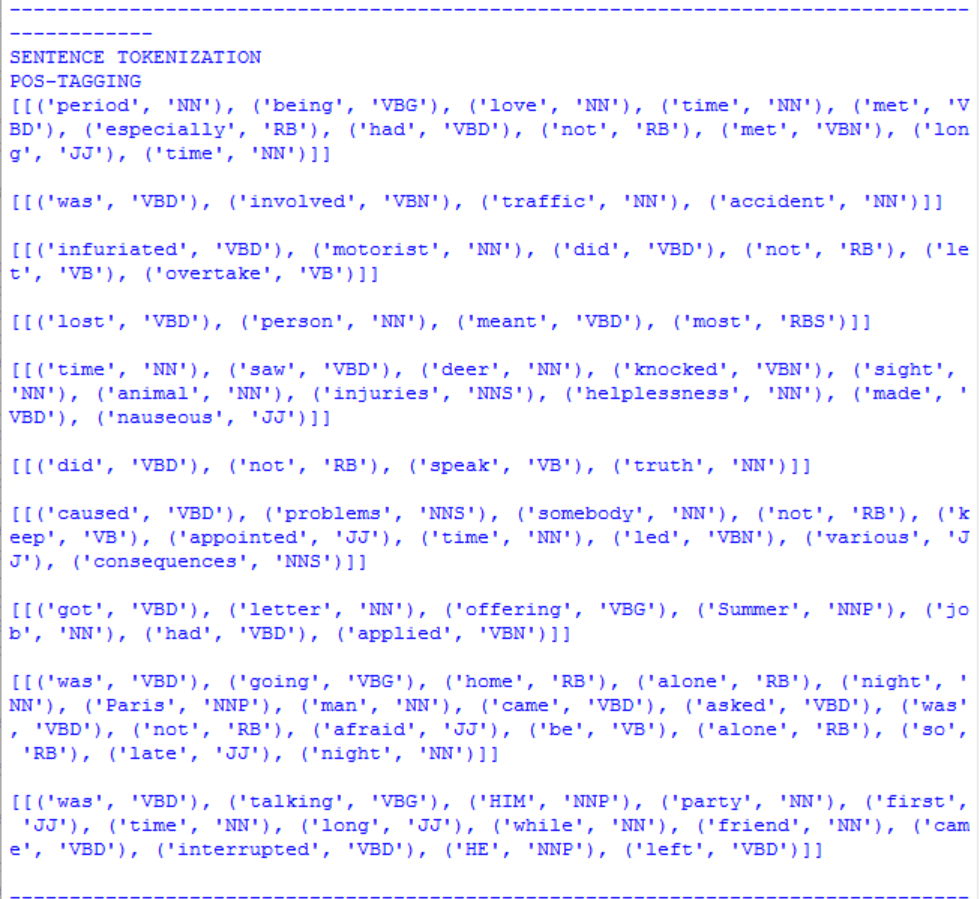 --------------------------------------------------------------------------------
------------
SENTENCE TOKENIZATION
POS-TAGGING
[[('period', 'NN'), ('being', 'VBG'), ('love', 'NN'), ('time', 'NN'), ('met', 'V
BD'), ('especially', 'RB'), ('had', 'VBD'), ('not', 'RB'), ('met', 'VBN'), ('lon
g', 'JJ'), ('time', 'NN')]]
[[('was', 'VBD'), ('involved', 'VBN'), ('traffic', 'NN'), ('accident', 'NN')]]
[[('infuriated', 'VBD'), ('motorist', 'NN'), ('did', 'VBD'), ('not', 'RB'), ('le
t', 'VB'), ('overtake', 'VB')]]
[[('lost', 'VBD'), ('person', 'NN'), ('meant', 'VBD'), ('most', 'RBS')]]
[[('time', 'NN'), ('saw', 'VBD'), ('deer', 'NN'), ('knocked', 'VBN'), ('sight',
'NN'), ('animal', 'NN'), ('injuries', 'NNS'), ('helplessness', 'NN'), ('made', '
VBD'), ('nauseous', 'JJ')]]
[[('did', 'VBD'), ('not', 'RB'), ('speak', 'VB'), ('truth', 'NN')]]
[[('caused', 'VBD'), ('problems', 'NNS'), ('somebody', 'NN'), ('not', 'RB'), ('k
eep', 'VB'), ('appointed', 'JJ'), ('time', 'NN'), ('led', 'VBN'), ('various', 'J
J'), ('consequences', 'NNS')]]
[[('got', 'VBD'), ('letter', 'NN'), ('offering', 'VBG'), ('Summer', 'NNP'), ('jo
b', 'NN'), ('had', 'VBD'), ('applied', 'VBN')]]
[[('was', 'VBD'), ('going', 'VBG'), ('home', 'RB'), ('alone', 'RB'), ('night', '
NN'), ('Paris', 'NNP'), ('man', 'NN'), ('came', 'VBD'), ('asked', 'VBD'), ('was'
, 'VBD'), ('not', 'RB'), ('afraid', 'JJ'), ('be', 'VB'), ('alone', 'RB'), ('so',
 'RB'), ('late', 'JJ'), ('night', 'NN')]]
[[('was', 'VBD'), ('talking', 'VBG'), ('HIM', 'NNP'), ('party', 'NN'), ('first',
 'JJ'), ('time', 'NN'), ('long', 'JJ'), ('while', 'NN'), ('friend', 'NN'), ('cam
e', 'VBD'), ('interrupted', 'VBD'), ('HE', 'NNP'), ('left', 'VBD')]]
--------------------------------------------------------------------------------